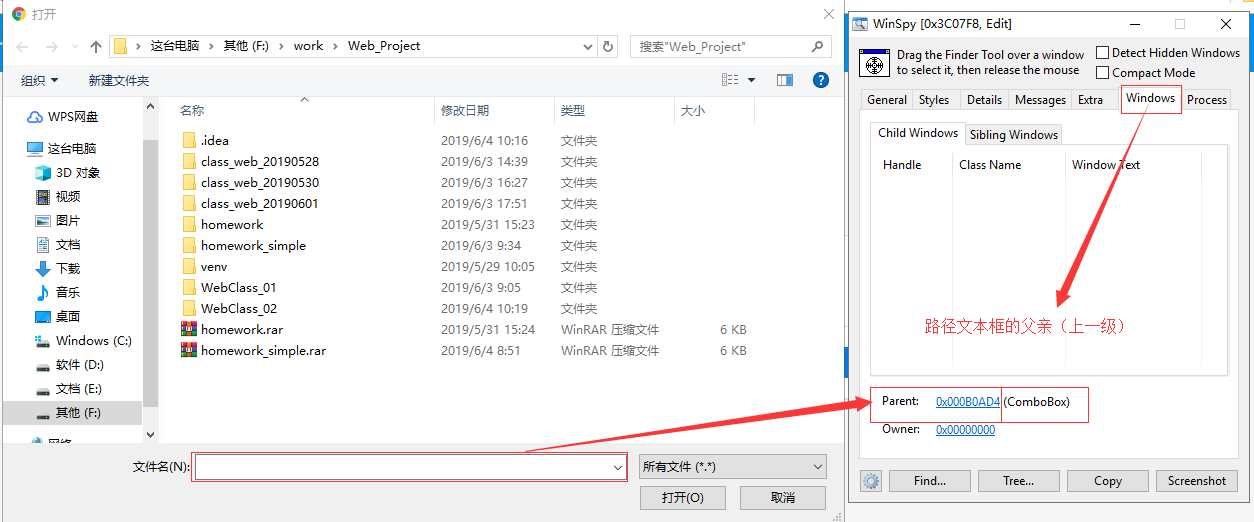 打开
这台电脑 › 其他 (F:) › work › Web_Project
搜索"Web_Project"
组织
新建文件夹
WPS网盘
这台电脑
3D 对象
视频
图片
文档
下载
音乐
桌面
Windows (C:)
软件 (D:)
文档 (E:)
其他 (F:)
网络
名称 修改日期 类型 大小
.idea 2019/6/4 10:16 文件夹
class_web_20190528 2019/6/3 14:39 文件夹
class_web_20190530 2019/6/3 16:27 文件夹
class_web_20190601 2019/6/3 17:51 文件夹
homework 2019/5/31 15:23 文件夹
homework_simple 2019/6/3 9:34 文件夹
venv 2019/5/29 10:05 文件夹
WebClass_01 2019/6/3 9:05 文件夹
WebClass_02 2019/6/4 10:19 文件夹
homework.rar 2019/5/31 15:24 WinRAR 压缩文件 6 KB
homework_simple.rar 2019/6/4 8:51 WinRAR 压缩文件 6 KB
文件名(N):
所有文件 (*.*)
打开(O)
取消
WinSpy [0x3C07F8, Edit]
Drag the Finder Tool over a window
to select it, then release the mouse
Detect Hidden Windows
Compact Mode
General Styles Details Messages Extra Windows Process
Child Windows Sibling Windows
Handle Class Name Window Text
路径文本框的父亲（上一级）
Parent: 0x000B0AD4 (ComboBox)
Owner: 0x00000000
Find... Tree... Copy Screenshot